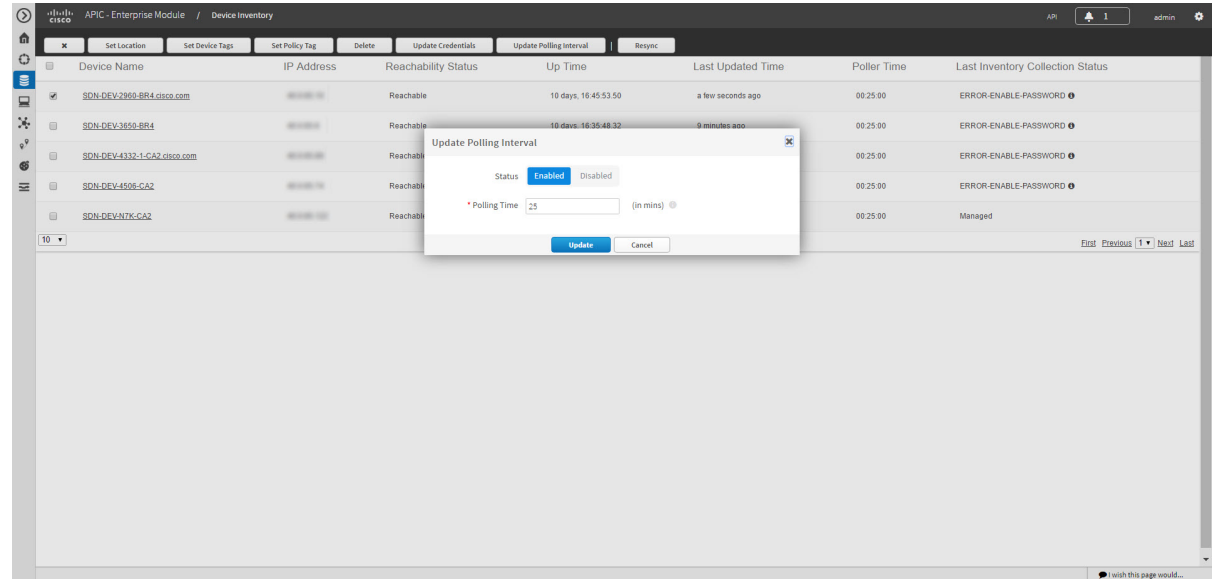 cisco APIC - Enterprise Module / Device Inventory API 1 admin
Set Location Set Device Tags Set Policy Tag Delete Update Credentials Update Polling Interval | Resync
Device Name IP Address Reachability Status Up Time Last Updated Time Poller Time Last Inventory Collection Status
SDN-DEV-2960-BR4.cisco.com Reachable 10 days, 16:45:53.50 a few seconds ago 00:25:00 ERROR-ENABLE-PASSWORD
SDN-DEV-3650-BR4 Reachable 10 days, 16:35:48.32 9 minutes ago 00:25:00 ERROR-ENABLE-PASSWORD
SDN-DEV-4332-1-CA2.cisco.com 00:25:00 ERROR-ENABLE-PASSWORD
SDN-DEV-4506-CA2 00:25:00 ERROR-ENABLE-PASSWORD
SDN-DEV-N7K-CA2 00:25:00 Managed
Update Polling Interval
Status Enabled Disabled
* Polling Time 25 (in mins)
Update Cancel
10 First Previous 1 Next Last
I wish this page would...